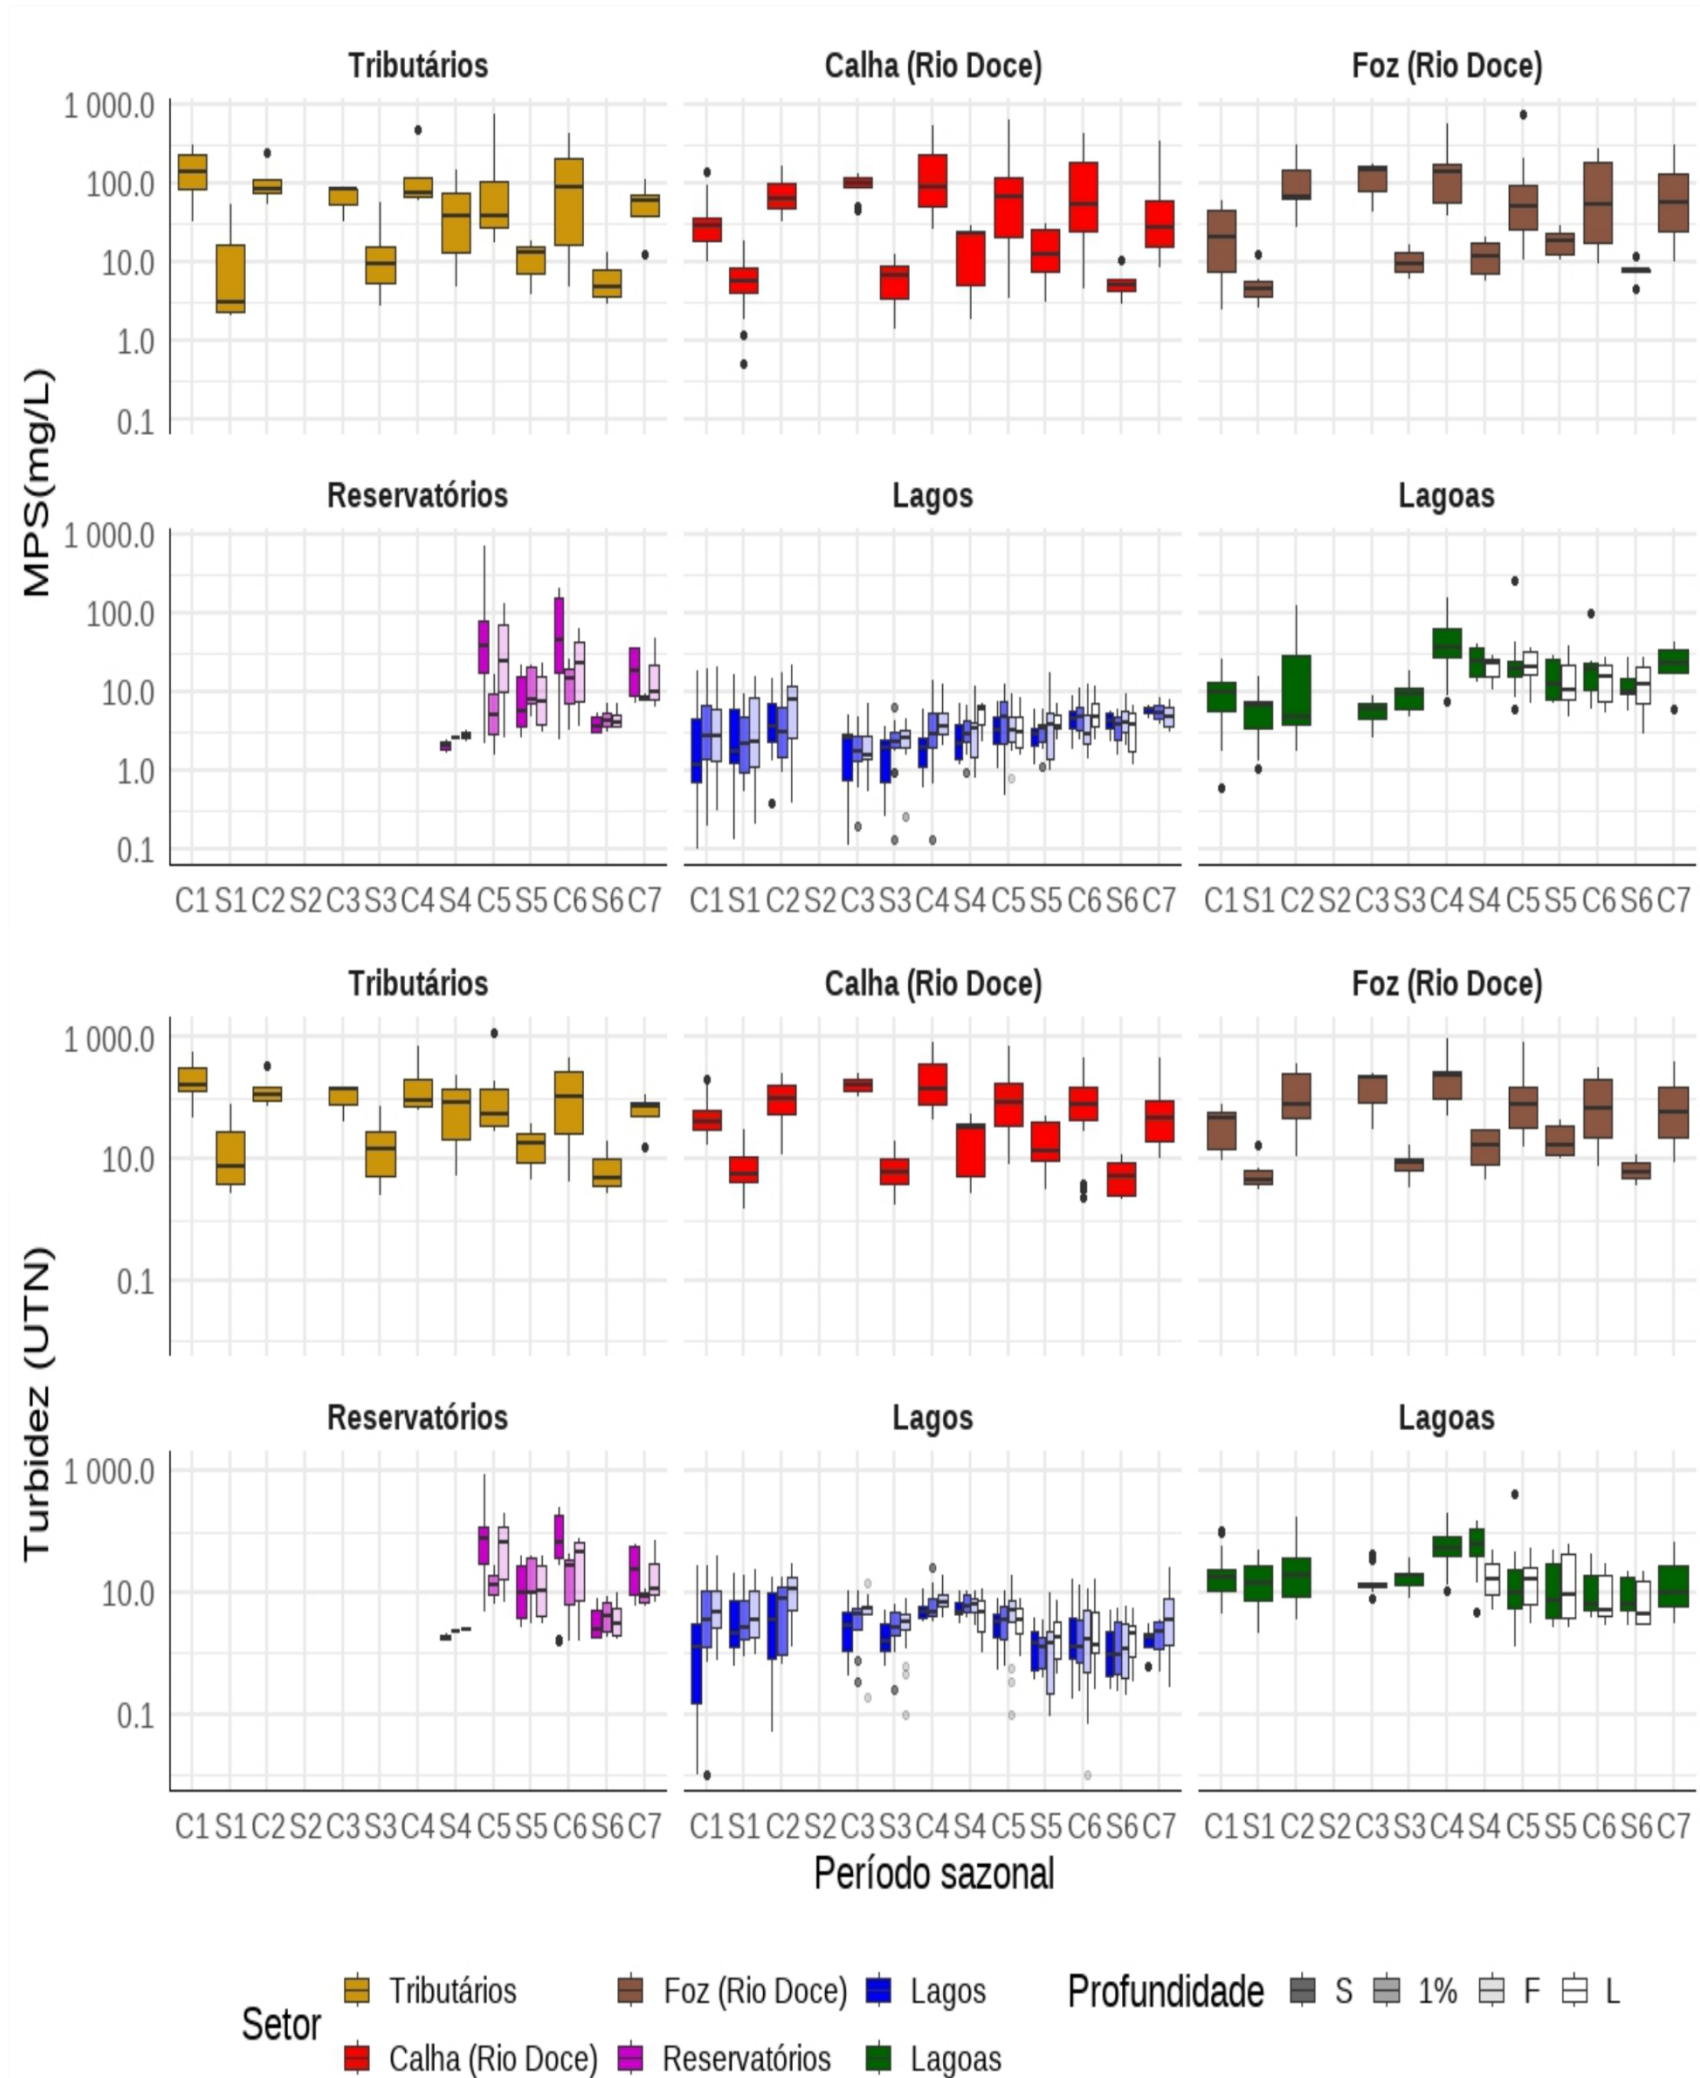 Tributários Calha (Rio Doce) Foz (Rio Doce)
1 000.0
100.0
10.0
1.0
0.1
MPS(mg/L)
Reservatórios Lagos Lagoas
1 000.0
100.0
10.0
1.0
0.1
C1 S1 C2 S2 C3 S3 C4 S4 C5 S5 C6 S6 C7 C1 S1 C2 S2 C3 S3 C4 S4 C5 S5 C6 S6 C7 C1 S1 C2 S2 C3 S3 C4 S4 C5 S5 C6 S6 C7
Tributários Calha (Rio Doce) Foz (Rio Doce)
1 000.0
10.0
0.1
Turbidez (UTN)
Reservatórios Lagos Lagoas
1 000.0
10.0
0.1
C1 S1 C2 S2 C3 S3 C4 S4 C5 S5 C6 S6 C7 C1 S1 C2 S2 C3 S3 C4 S4 C5 S5 C6 S6 C7 C1 S1 C2 S2 C3 S3 C4 S4 C5 S5 C6 S6 C7
Período sazonal
Setor
Tributários Foz (Rio Doce) Lagos
Calha (Rio Doce) Reservatórios Lagoas
Profundidade S 1% F L